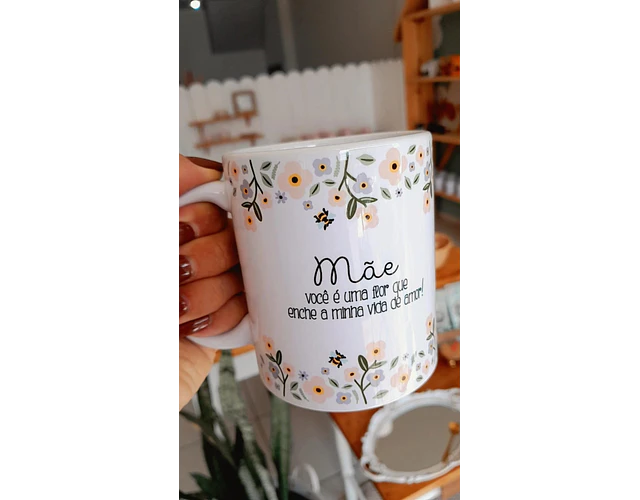 Mãe
você é uma flor que
enche a minha vida de amor!